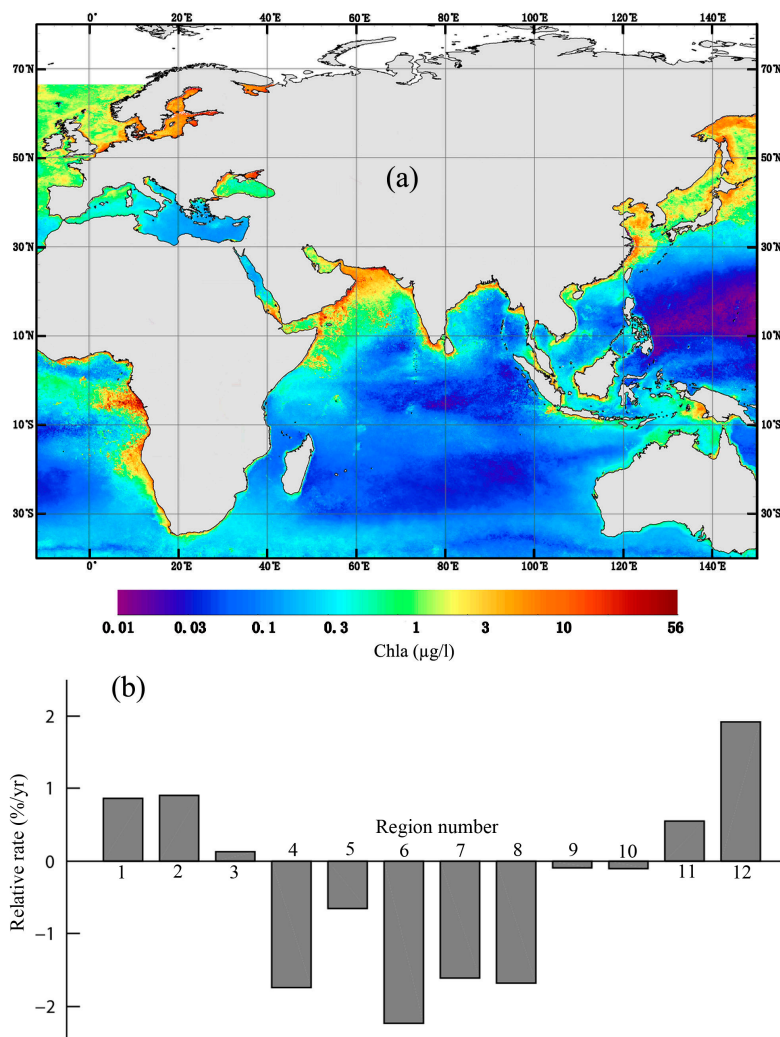 0° 20°E 40°E 60°E 80°E 100°E 120°E 140°E
70°N 70°N
50°N (a) 50°N
30°N 30°N
10°N 10°N
10°S 10°S
30°S 30°S
0° 20°E 40°E 60°E 80°E 100°E 120°E 140°E
0.01 0.03 0.1 0.3 1 3 10 56
Chla (µg/l)
(b)
Relative rate (%/yr)
2
1
0
−1
−2
Region number
1 2 3 4 5 6 7 8 9 10 11 12